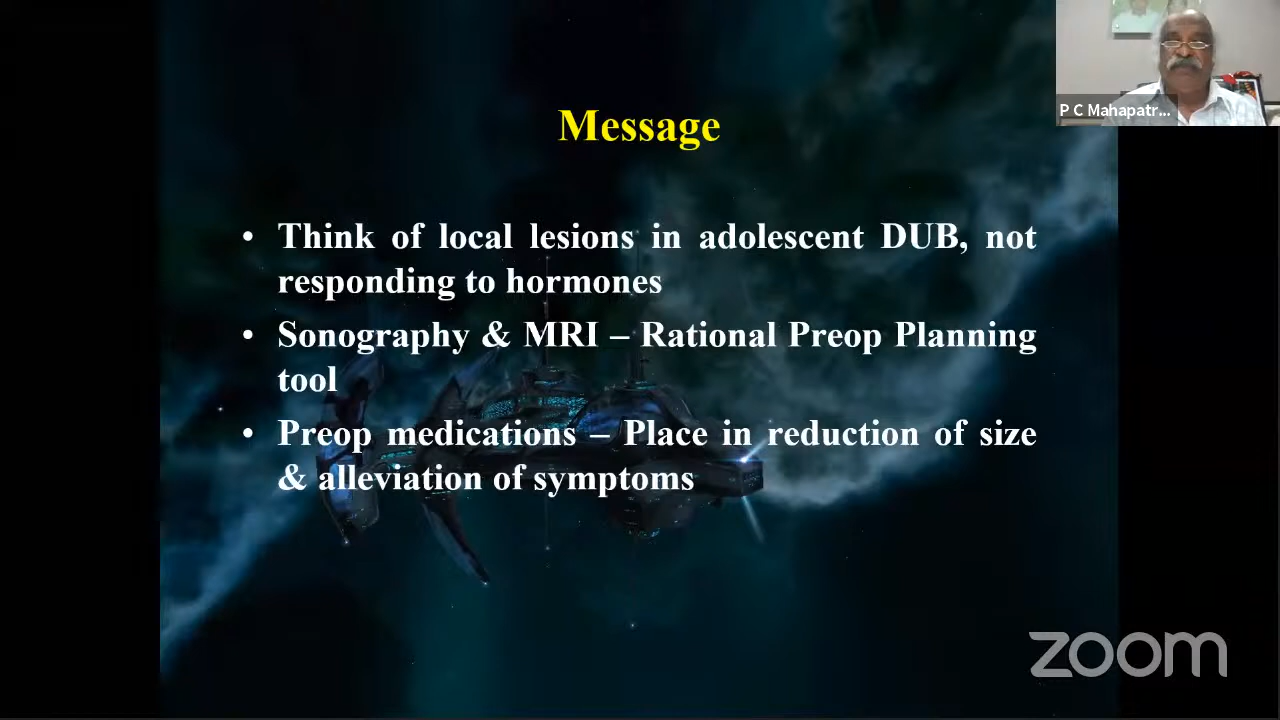 P C Mahapatr...
Message
• Think of local lesions in adolescent DUB, not
responding to hormones
• Sonography & MRI – Rational Preop Planning
tool
• Preop medications – Place in reduction of size
& alleviation of symptoms
zoom